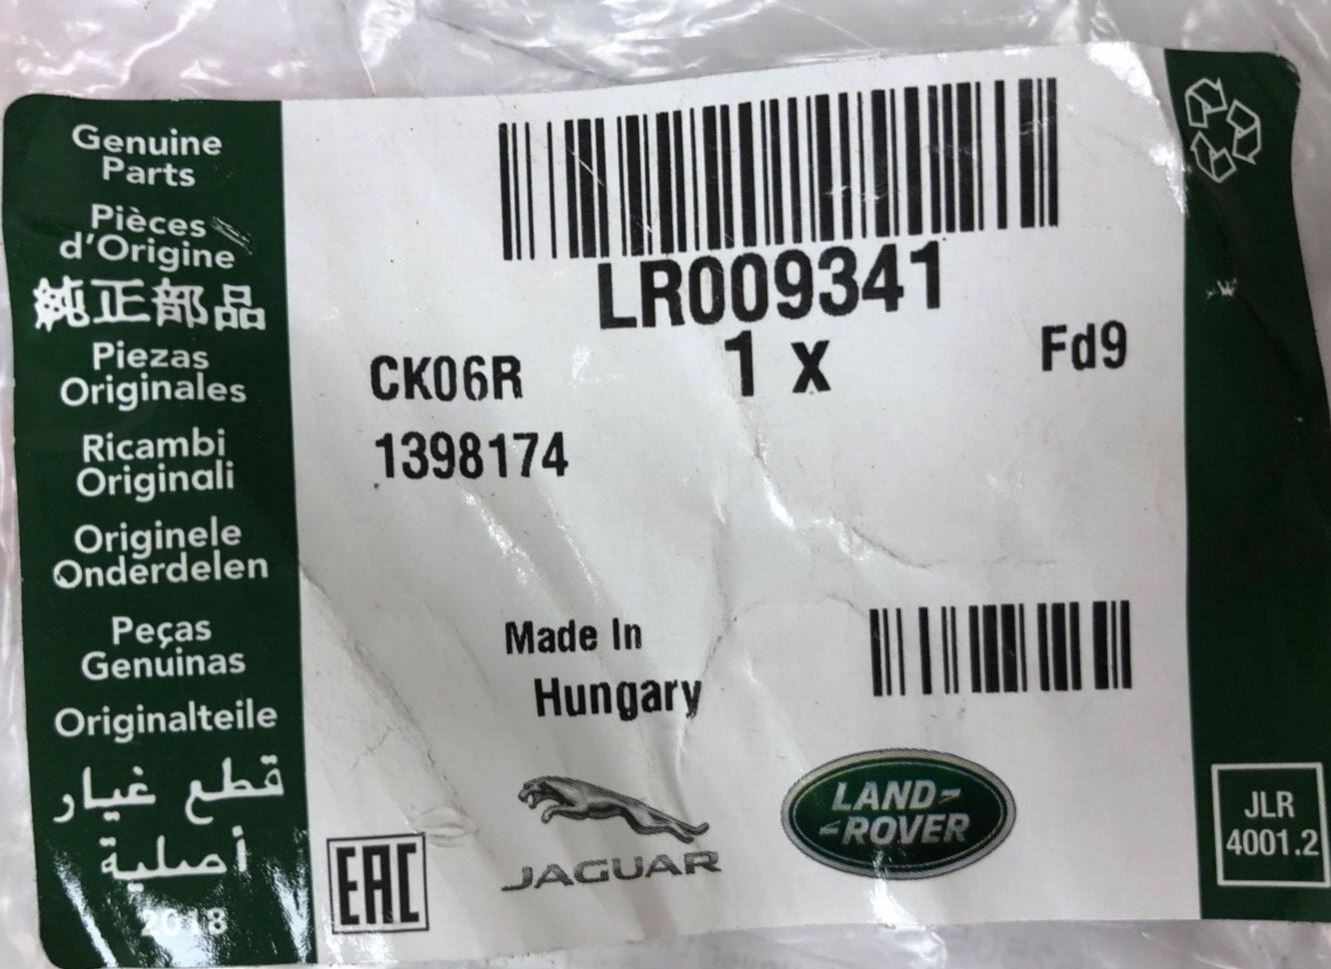 Genuine
Parts
Pièces
d'Origine
純正部品
Piezas
Originales
Ricambi
Originali
Originele
Onderdelen
Peças
Genuinas
Originalteile
قطع غيار
أصلية
2018
LR009341
CK06R
1 x
Fd9
1398174
Made In
Hungary
EAC
JAGUAR
LAND-
-ROVER
JLR
4001.2